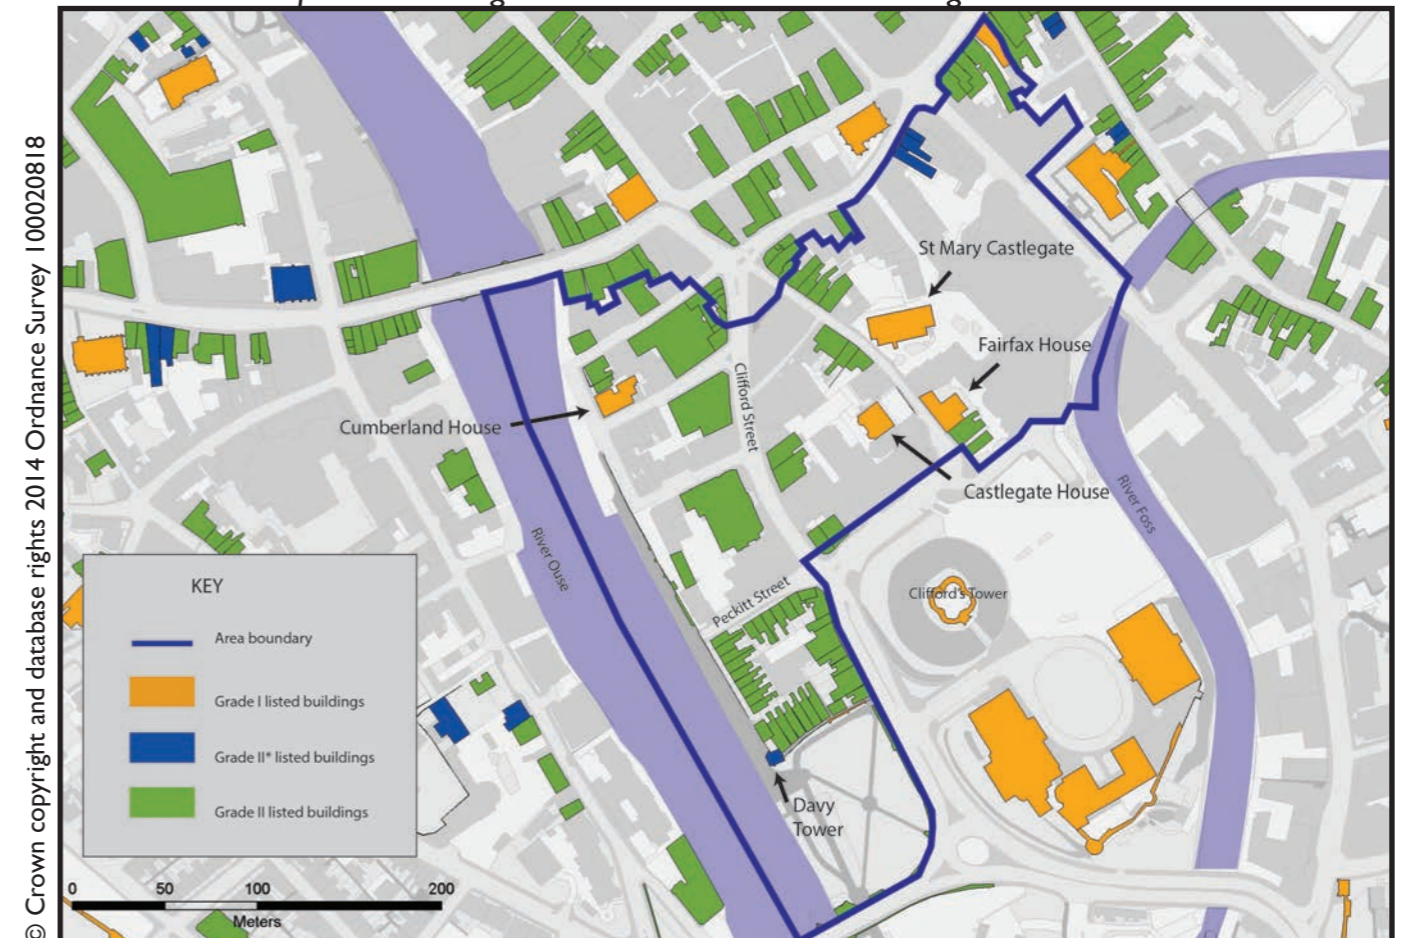 © Crown copyright and database rights 2014 Ordnance Survey 100020818
St Mary Castlegate
Fairfax House
Clifford Street
Cumberland House
Castlegate House
River Foss
River Ouse
Clifford's Tower
Peckitt Street
KEY
Area boundary
Grade I listed buildings
Grade II* listed buildings
Grade II listed buildings
Davy
Tower
0 50 100 200
Meters